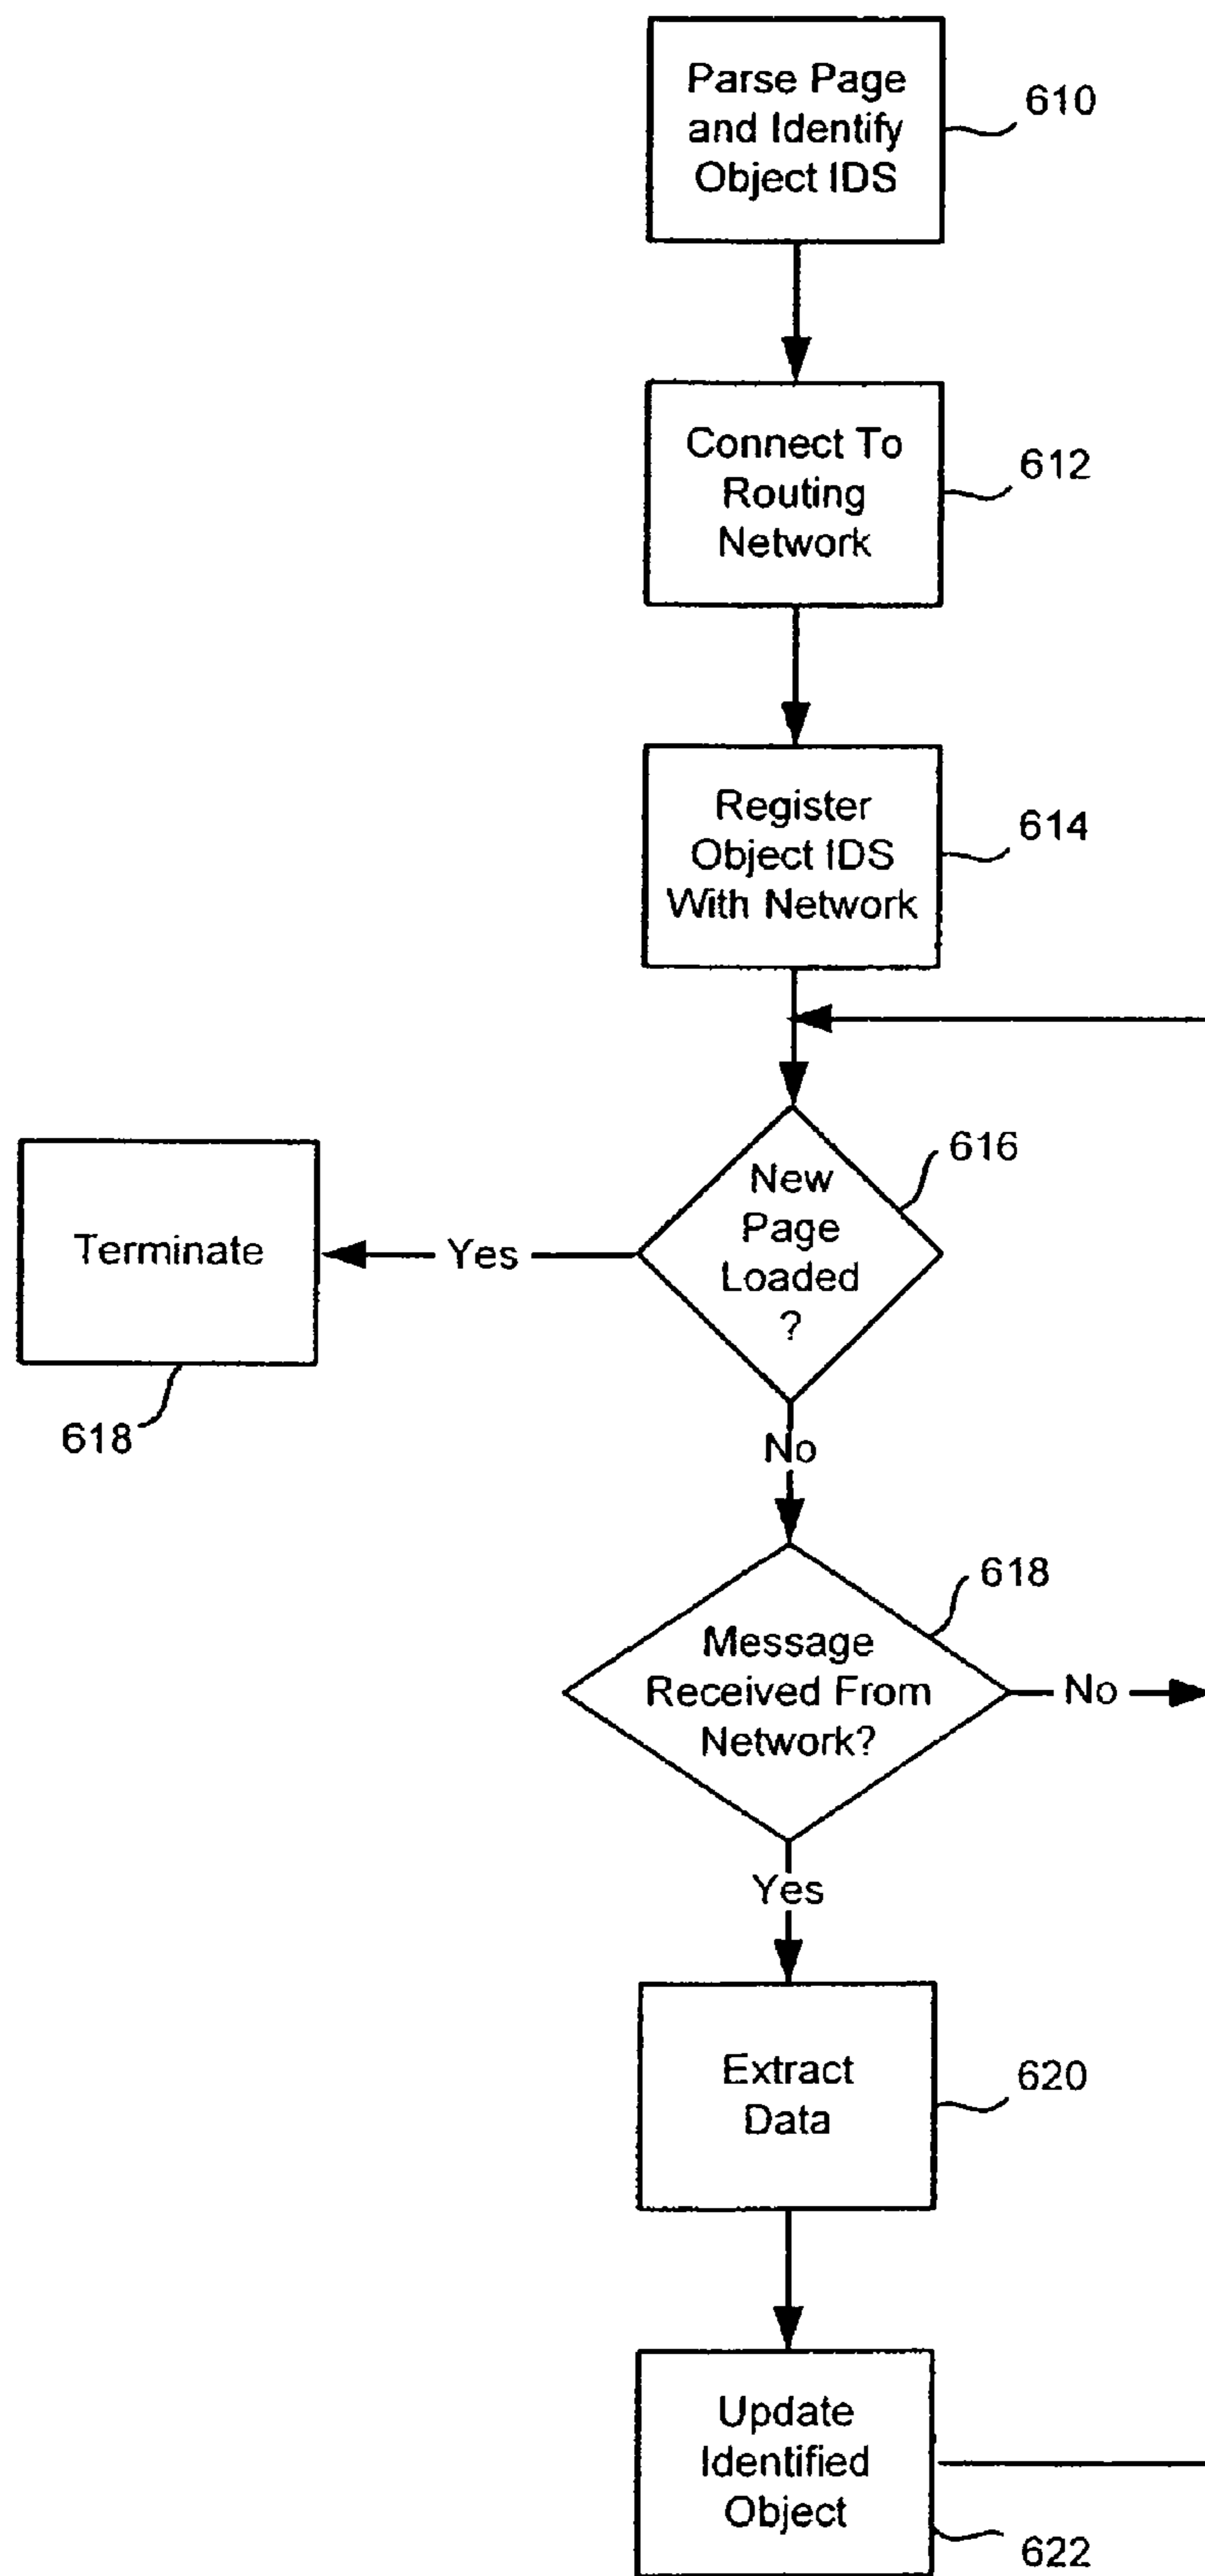 Parse Page
and Identify
Object IDS
610
Connect To
Routing
Network
612
Register
Object IDS
With Network
614
New
Page
Loaded
?
616
Yes
Terminate
618
No
Message
Received From
Network?
618
No
Yes
Extract
Data
620
Update
Identified
Object
622